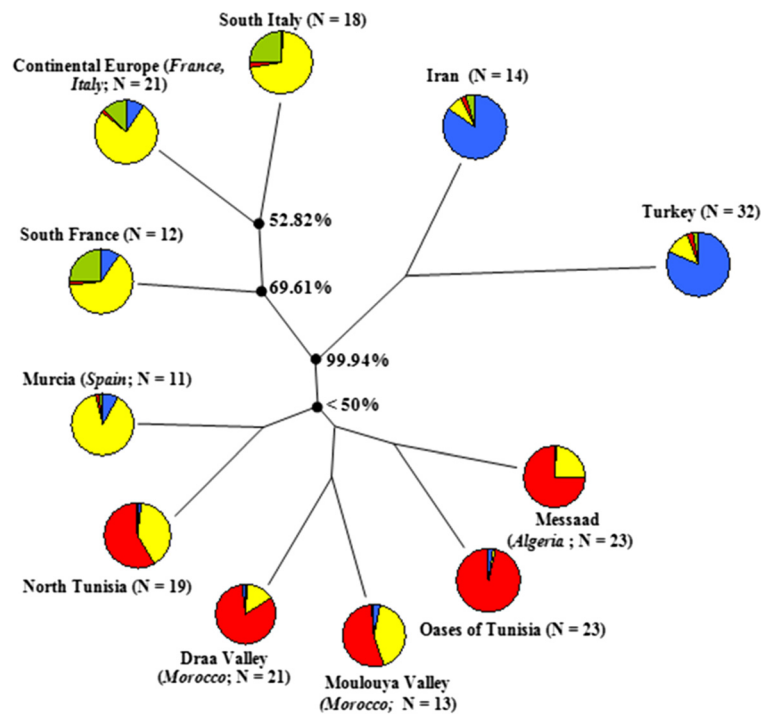 South Italy (N = 18)
Continental Europe (France,
Italy; N = 21)
Iran (N = 14)
Turkey (N = 32)
52.82%
South France (N = 12)
69.61%
99.94%
Murcia (Spain; N = 11)
< 50%
Messaad
(Algeria ; N = 23)
North Tunisia (N = 19)
Oases of Tunisia (N = 23)
Draa Valley
(Morocco; N = 21)
Moulouya Valley
(Morocco; N = 13)